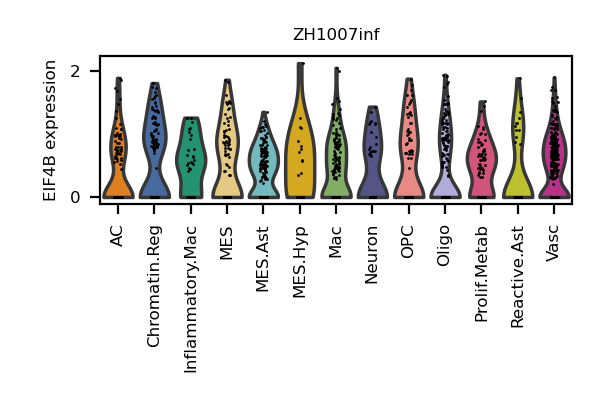 ZH1007inf
EIF4B expression
2
0
AC
Chromatin.Reg
Inflammatory.Mac
MES
MES.Ast
MES.Hyp
Mac
Neuron
OPC
Oligo
Prolif.Metab
Reactive.Ast
Vasc